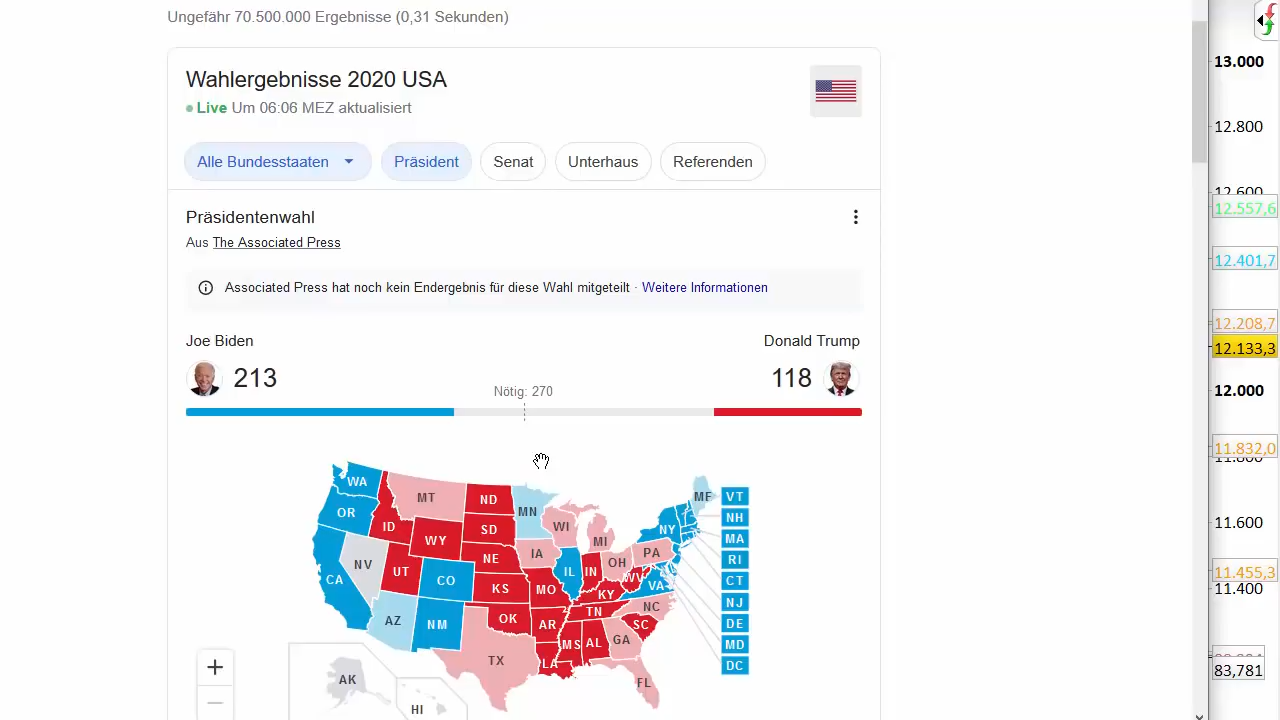 Ungefähr 70.500.000 Ergebnisse (0,31 Sekunden)
Wahlergebnisse 2020 USA
Live Um 06:06 MEZ aktualisiert
Alle Bundesstaaten Präsident Senat Unterhaus Referenden
Präsidentenwahl
Aus The Associated Press
Associated Press hat noch kein Endergebnis für diese Wahl mitgeteilt · Weitere Informationen
Joe Biden Donald Trump
213 118
Nötig: 270
WA
MT
ND
OR
ID
SD
MN
WI
MI
NY
WY
NE
IA
PA
NV
UT
CO
IL
IN
OH
WV
VA
CA
KS
MO
KY
AZ
NM
OK
AR
TN
NC
SC
MS
AL
GA
TX
LA
FL
AK
HI
VT
NH
MA
RI
CT
NJ
DE
MD
DC
+
−
13.000
12.800
12.600
12.557,6
12.401,7
12.208,7
12.133,3
12.000
11.832,0
11.800
11.600
11.455,3
11.400
83,781